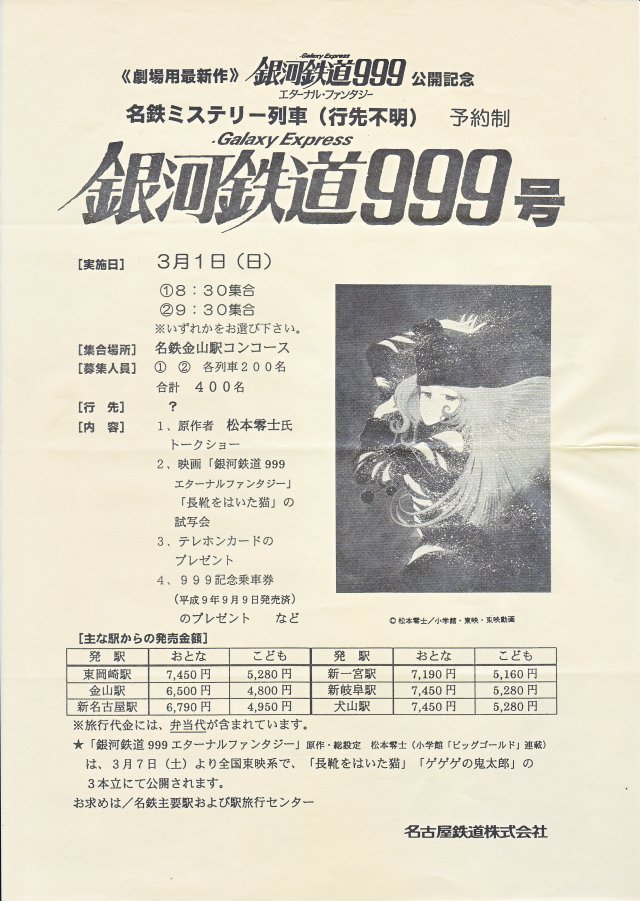 《劇場用最新作》 Galaxy Express 銀河鉄道999 公開記念
エターナル・ファンタジー
名鉄ミステリー列車（行先不明） 予約制
Galaxy Express
銀河鉄道999号
［実施日］ 3月1日（日）
①8：30集合
②9：30集合
※いずれかをお選び下さい。
［集合場所］ 名鉄金山駅コンコース
［募集人員］ ① ② 各列車200名
合計 400名
［行 先］ ？
［内 容］ 1、原作者 松本零士氏
トークショー
2、映画「銀河鉄道999
エターナルファンタジー」
「長靴をはいた猫」の
試写会
3、テレホンカードの
プレゼント
4、999記念乗車券
（平成9年9月9日発売済）
のプレゼント など
©松本零士／小学館・東映・東映動画
［主な駅からの発売金額］
発 駅 おとな こども 発 駅 おとな こども
東岡崎駅 7,450円 5,280円 新一宮駅 7,190円 5,160円
金山駅 6,500円 4,800円 新岐阜駅 7,450円 5,280円
新名古屋駅 6,790円 4,950円 犬山駅 7,450円 5,280円
※旅行代金には、弁当代が含まれています。
★「銀河鉄道999エターナルファンタジー」原作・総設定 松本零士（小学館「ビッグゴールド」連載）
は、3月7日（土）より全国東映系で、「長靴をはいた猫」「ゲゲゲの鬼太郎」の
3本立にて公開されます。
お求めは／名鉄主要駅および駅旅行センター
名古屋鉄道株式会社